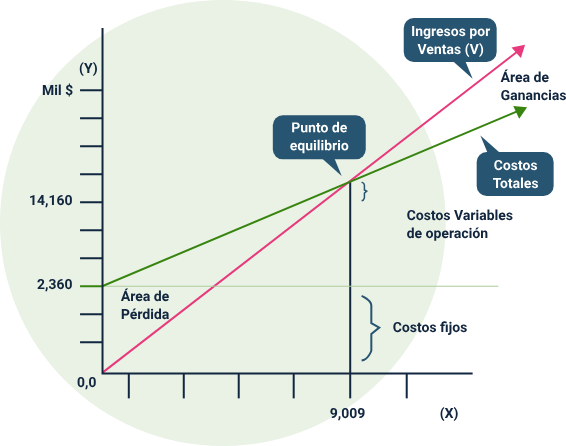 Ingresos por
Ventas (V)
(Y)
Mil $
Área de
Ganancias
Punto de
equilibrio
Costos
Totales
14,160
Costos Variables
de operación
2,360
Área de
Pérdida
Costos fijos
0,0
9,009
(X)